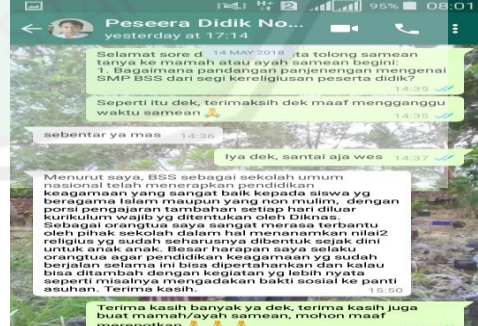 95% 08:01
Peseera Didik No...
yesterday at 17:14
Selamat sore d 14 MAY 2018 ta tolong samean
tanya ke mamah atau ayah samean begini:
1. Bagaimana pandangan panjenengan mengenai
SMP BSS dari segi kereligiusan peserta didik?
14:35
Seperti itu dek, terimaksih dek maaf mengganggu
waktu samean 🙏
14:35
sebentar ya mas 14:36
Iya dek, santai aja wes 14:37
Menurut saya, BSS sebagai sekolah umum
nasional telah menerapkan pendidikan
keagamaan yang sangat baik kepada siswa yg
beragama Islam maupun yang non mulim, dengan
porsi pengajaran tambahan setiap hari diluar
kurikulum wajib yg ditentukan oleh Diknas.
Sebagai orangtua saya sangat merasa terbantu
oleh pihak sekolah dalam hal menanamkan nilai2
religius yg sudah seharusnya dibentuk sejak dini
untuk anak anak. Besar harapan saya selaku
orangtua agar pendidikan keagamaan yg sudah
berjalan selama ini bisa dipertahankan dan kalau
bisa ditambah dengan kegiatan yg lebih nyata
seperti misalnya mengadakan bakti sosial ke panti
asuhan. Terima kasih. 15:50
Terima kasih banyak ya dek, terima kasih juga
buat mamah/ayah samean, mohon maaf
merepotkan 🙏🙏🙏